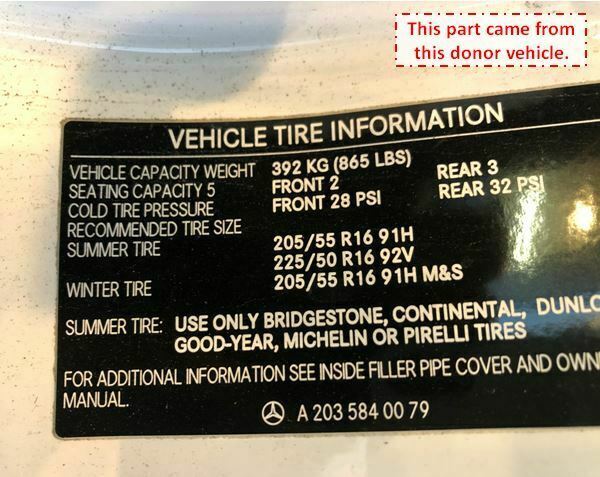 This part came from
this donor vehicle.
VEHICLE TIRE INFORMATION
VEHICLE CAPACITY WEIGHT 392 KG (865 LBS)
SEATING CAPACITY 5 FRONT 2 REAR 3
COLD TIRE PRESSURE FRONT 28 PSI REAR 32 PSI
RECOMMENDED TIRE SIZE
SUMMER TIRE 205/55 R16 91H
225/50 R16 92V
WINTER TIRE 205/55 R16 91H M&S
SUMMER TIRE: USE ONLY BRIDGESTONE, CONTINENTAL, DUNLO
GOOD-YEAR, MICHELIN OR PIRELLI TIRES
FOR ADDITIONAL INFORMATION SEE INSIDE FILLER PIPE COVER AND OWN
MANUAL.
A 203 584 00 79